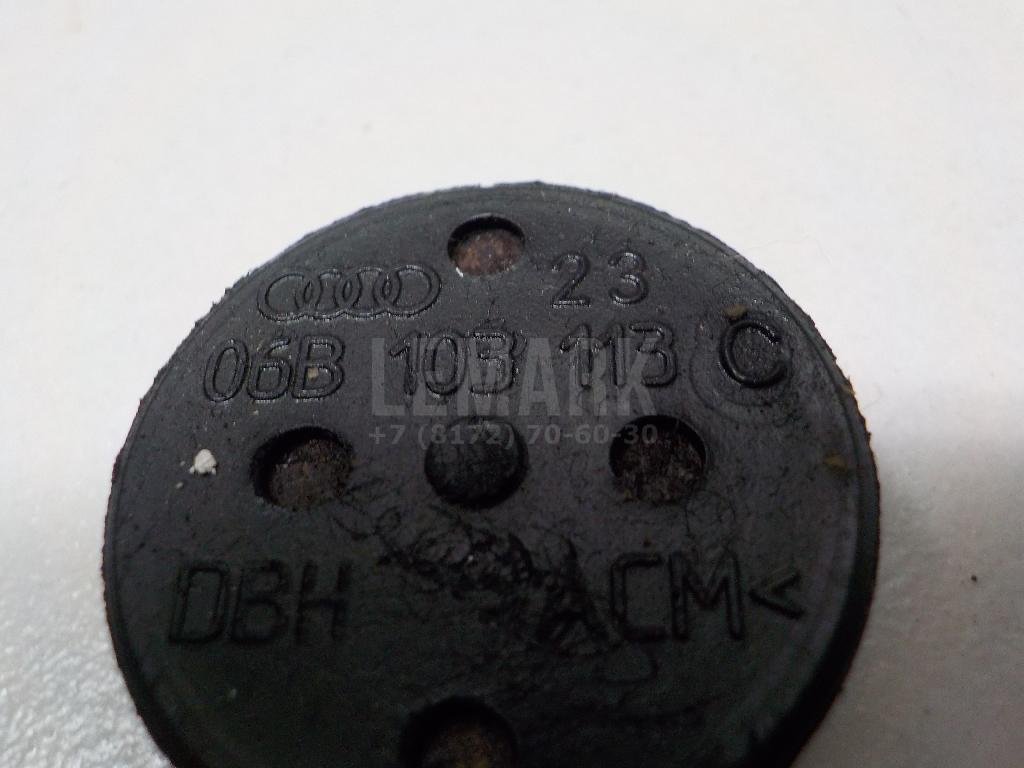 23
06B 103 113 C
LEMARK
+7 (8172) 70-60-30
DBH ACM<